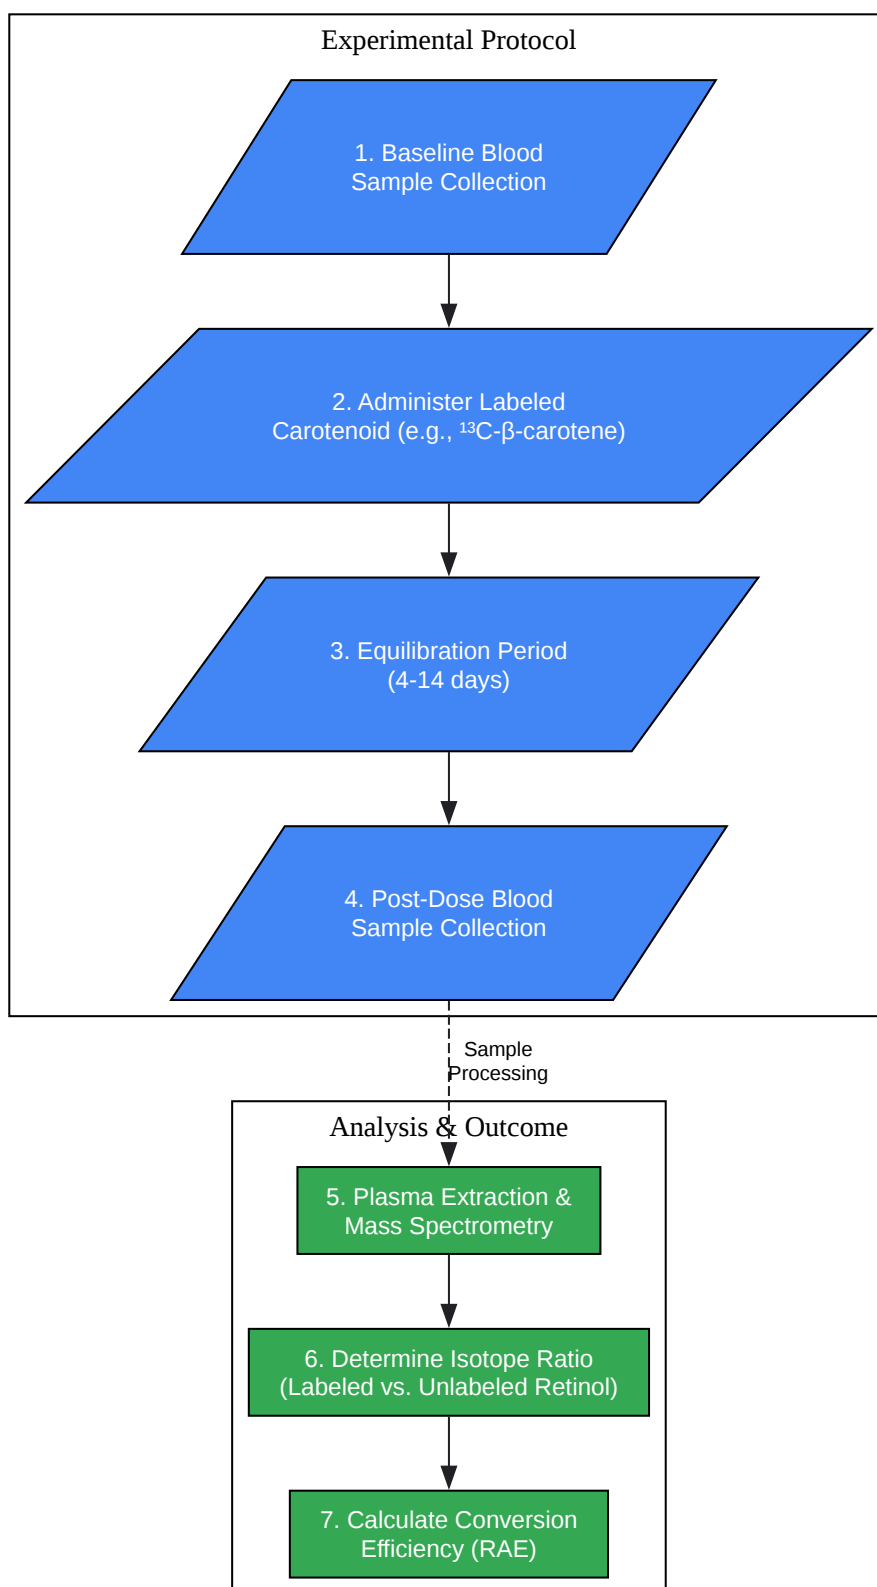 Experimental Protocol
1. Baseline Blood
Sample Collection
2. Administer Labeled
Carotenoid (e.g., ¹³C-β-carotene)
3. Equilibration Period
(4-14 days)
4. Post-Dose Blood
Sample Collection
Sample
Processing
Analysis & Outcome
5. Plasma Extraction &
Mass Spectrometry
6. Determine Isotope Ratio
(Labeled vs. Unlabeled Retinol)
7. Calculate Conversion
Efficiency (RAE)